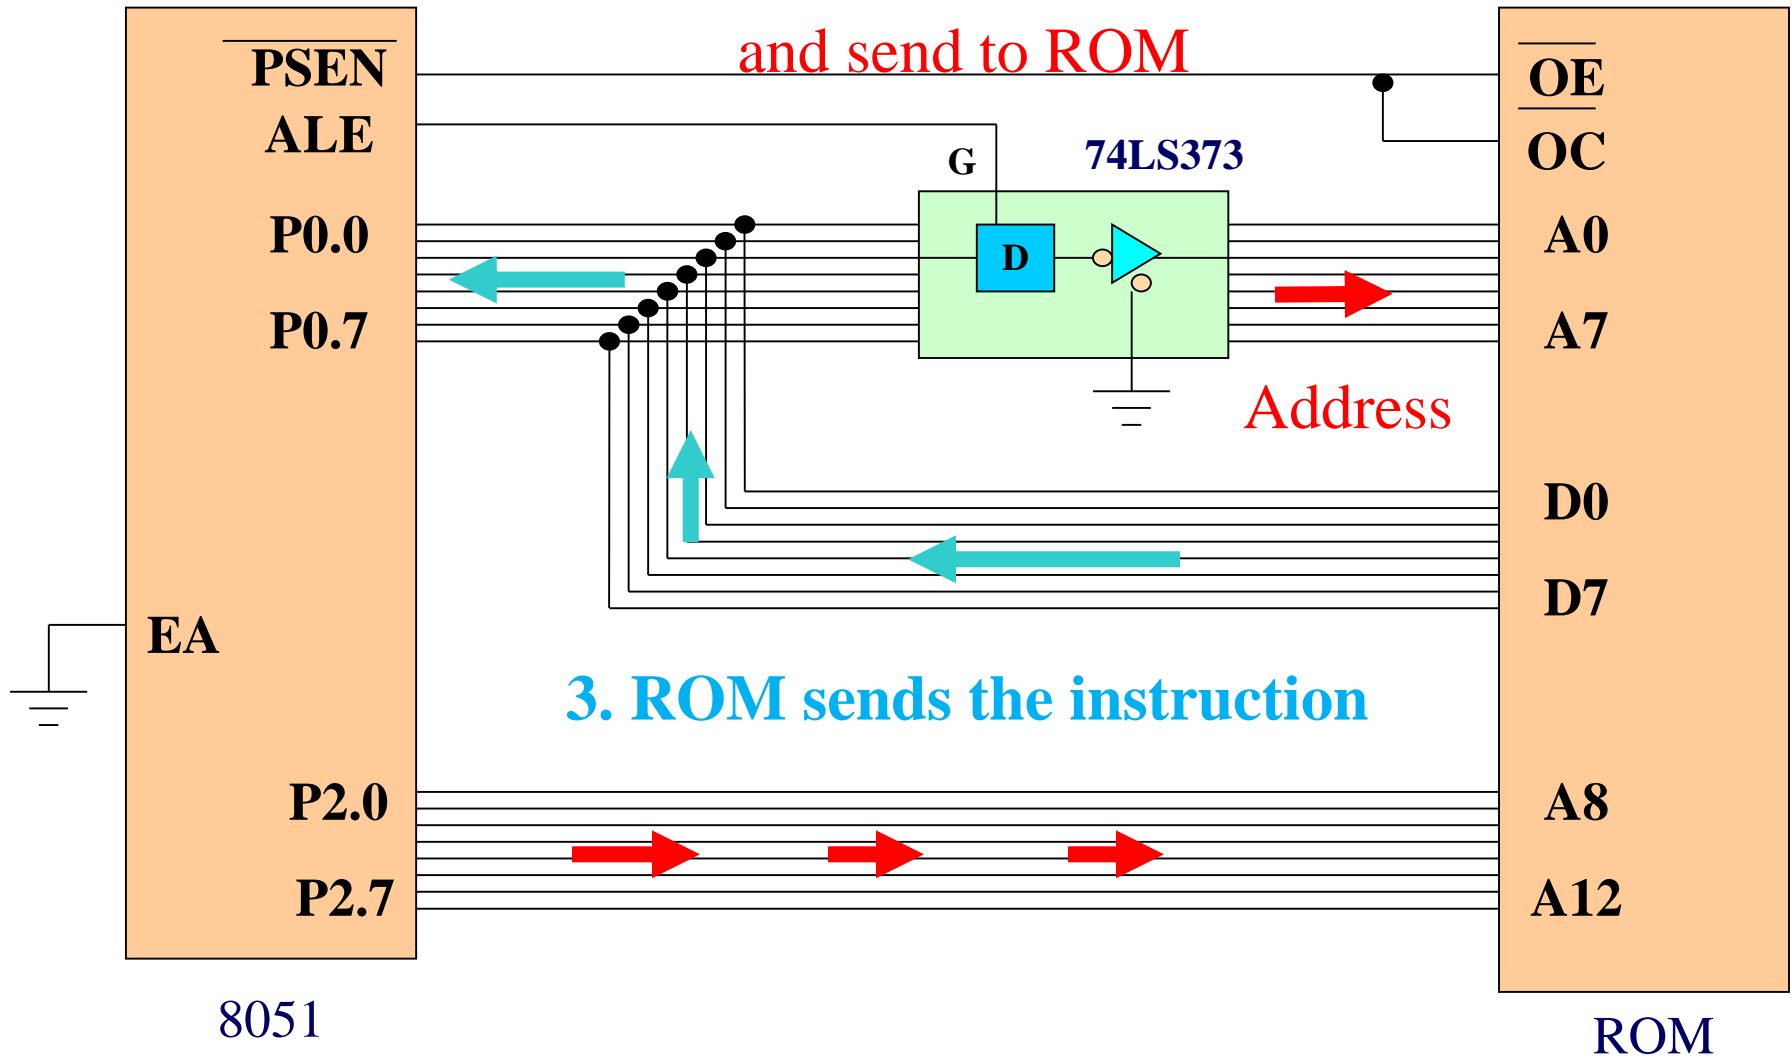 and send to ROM
PSEN
OE
ALE
OC
G
74LS373
P0.0
D
A0
P0.7
A7
Address
D0
D7
EA
3. ROM sends the instruction
P2.0
A8
P2.7
A12
8051
ROM